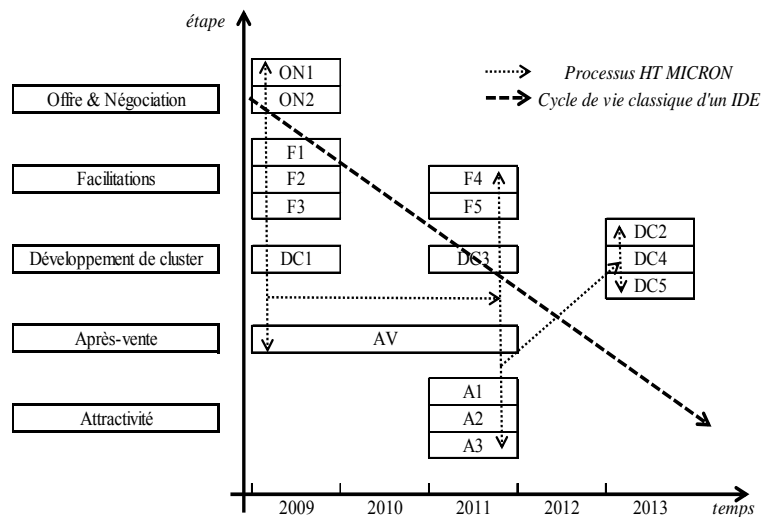 étape
ON1
Processus HT MICRON
Offre & Négociation
ON2
Cycle de vie classique d'un IDE
F1
Facilitations
F2
F4
F3
F5
DC2
Développement de cluster
DC1
DC3
DC4
DC5
Après-vente
AV
A1
Attractivité
A2
A3
2009
2010
2011
2012
2013
temps